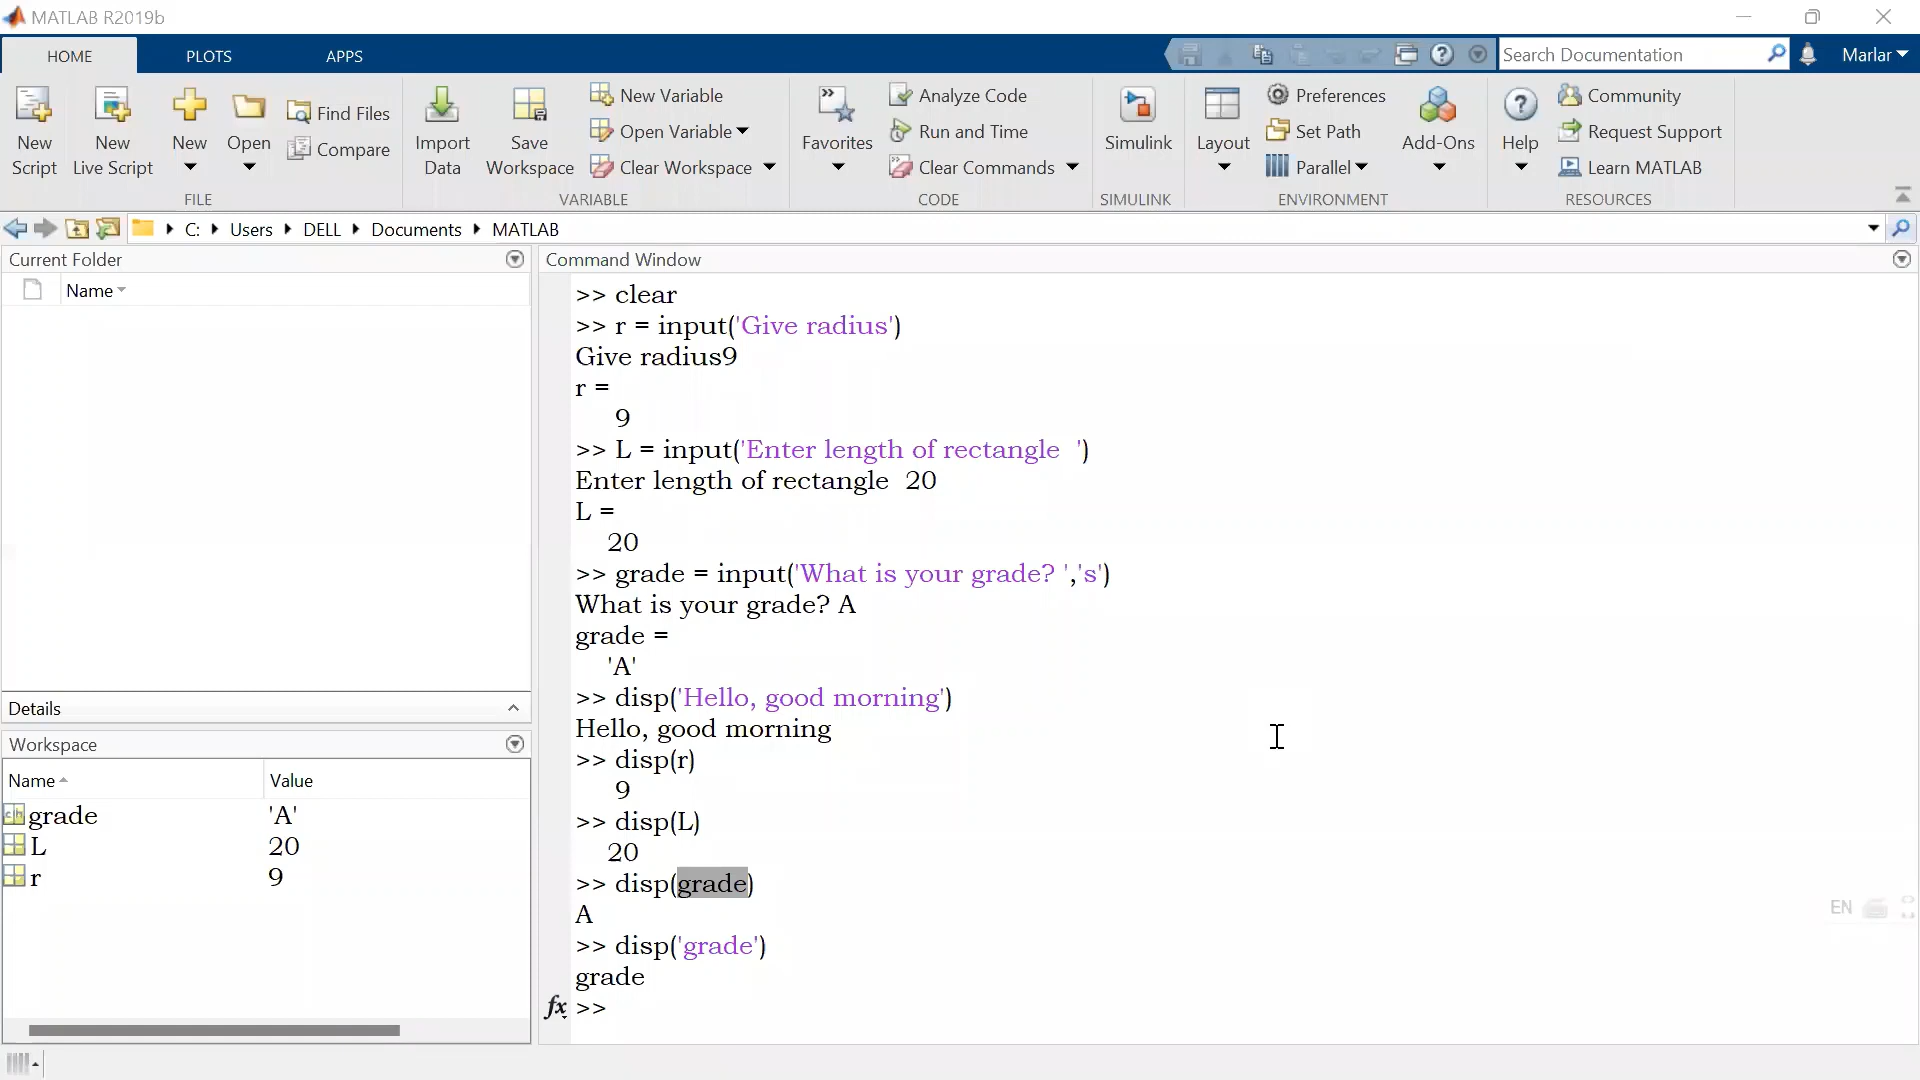 MATLAB R2019b
HOME PLOTS APPS
Search Documentation Marlar
New Script
New Live Script
New
Open
Find Files
Compare
FILE
Import Data
Save Workspace
New Variable
Open Variable
Clear Workspace
VARIABLE
Favorites
Analyze Code
Run and Time
Clear Commands
CODE
Simulink
SIMULINK
Layout
Preferences
Set Path
Parallel
Add-Ons
ENVIRONMENT
Help
Community
Request Support
Learn MATLAB
RESOURCES
C: Users DELL Documents MATLAB
Current Folder
Name
Details
Workspace
Name Value
grade 'A'
L 20
r 9
Command Window
>> clear
>> r = input('Give radius')
Give radius9
r =
9
>> L = input('Enter length of rectangle  ')
Enter length of rectangle  20
L =
20
>> grade = input('What is your grade? ','s')
What is your grade? A
grade =
'A'
>> disp('Hello, good morning')
Hello, good morning
>> disp(r)
9
>> disp(L)
20
>> disp(grade)
A
>> disp('grade')
grade
fx >>
EN